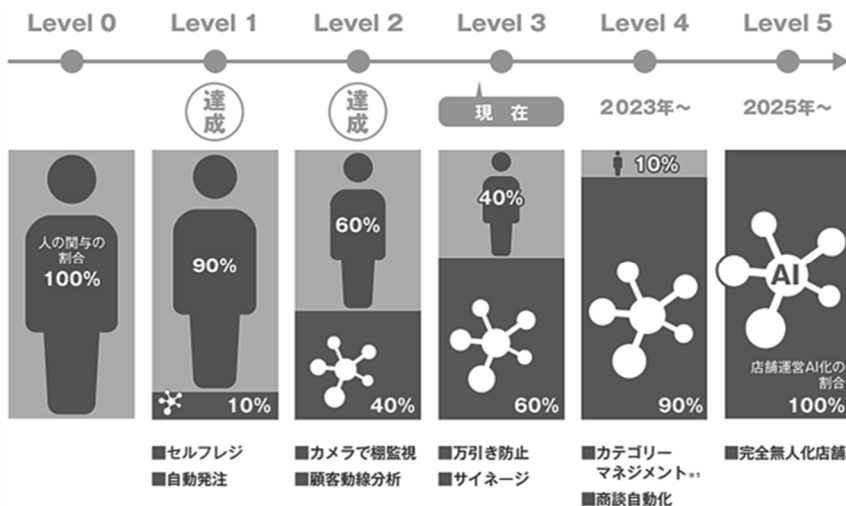 Level 0
Level 1
Level 2
Level 3
Level 4
Level 5
達成
達成
現在
2023年〜
2025年〜
人の関与の
割合
100%
90%
60%
40%
10%
AI
店舗運営AI化の
割合
10%
40%
60%
90%
100%
■セルフレジ
■自動発注
■カメラで棚監視
■顧客動線分析
■万引き防止
■サイネージ
■カテゴリー
マネジメント※1
■商談自動化
■完全無人化店舗